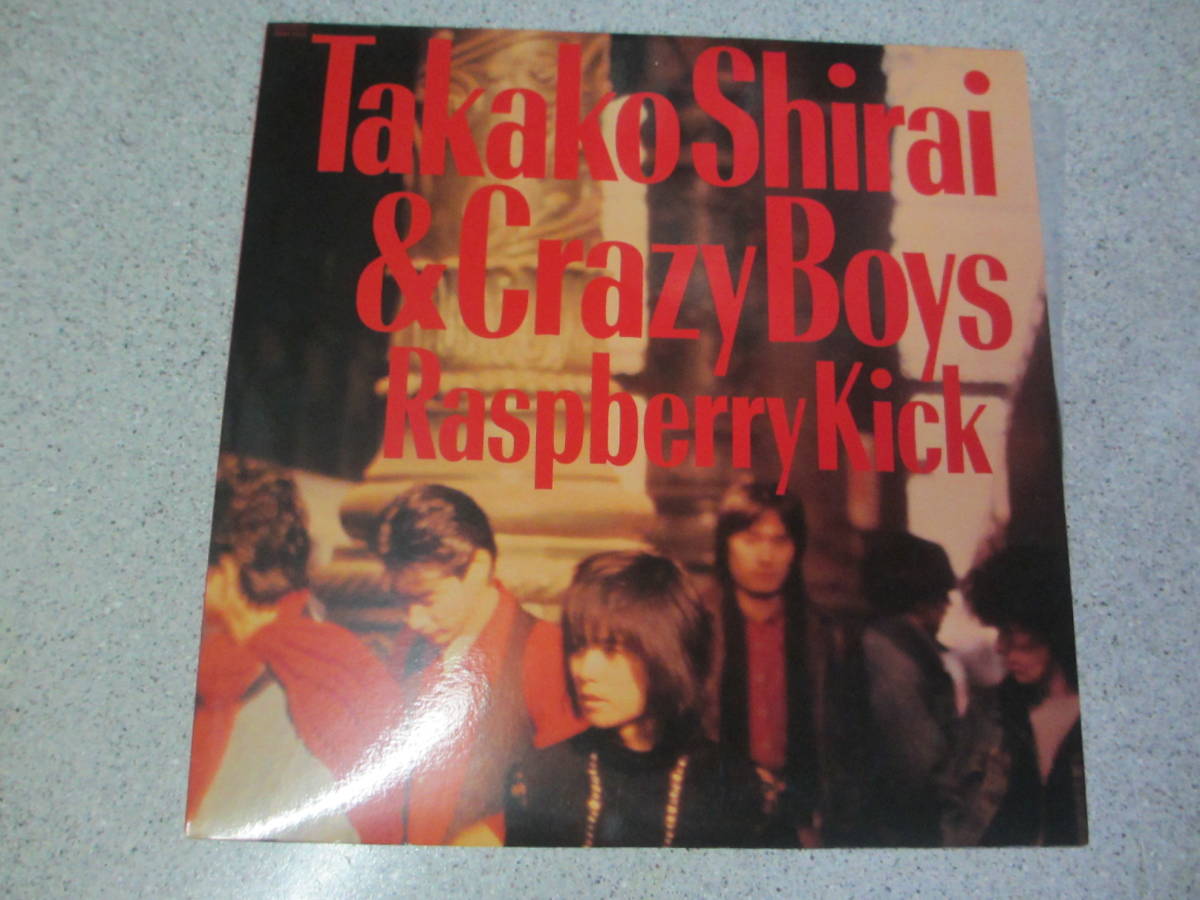 Takako Shirai
& Crazy Boys
Raspberry Kick